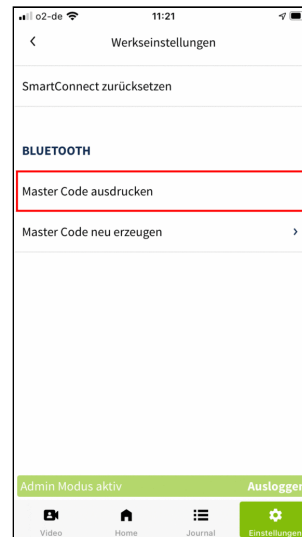 o2-de 11:21
Werkseinstellungen
SmartConnect zurücksetzen
BLUETOOTH
Master Code ausdrucken
Master Code neu erzeugen
Admin Modus aktiv Ausloggen
Video Home Journal Einstellungen